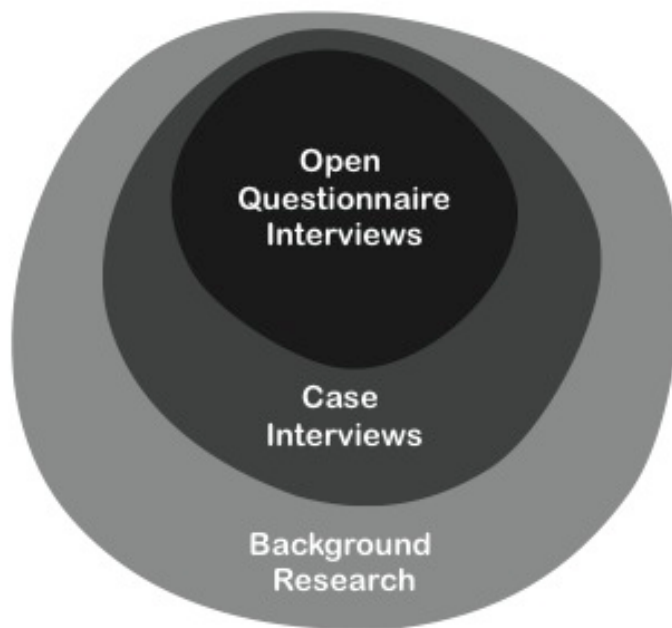 Open
Questionnaire
Interviews
Case
Interviews
Background
Research